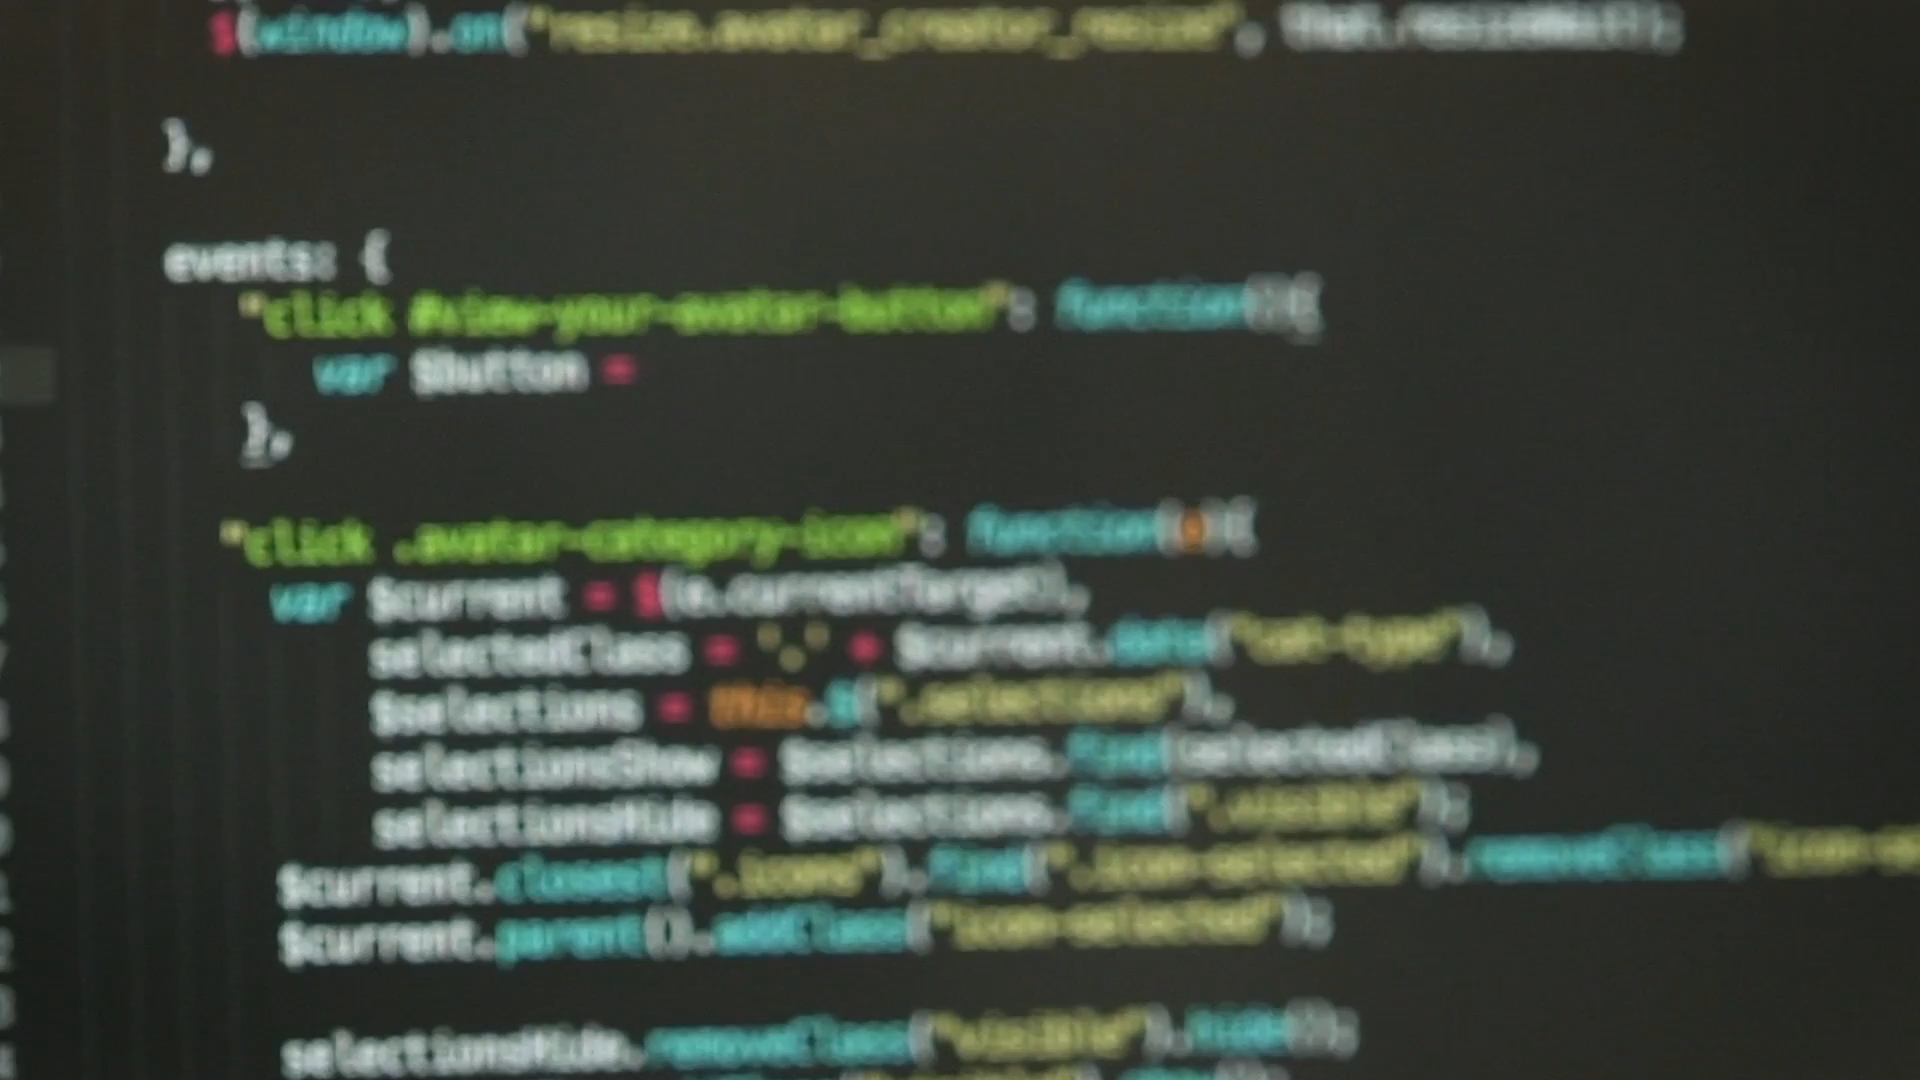 $(window).on("resize.avatar_creator_resize", that.resizeWait);
},
events: {
"click #view-your-avatar-button": function(){
var $button =
},
"click .avatar-category-icon": function(e){
var $current = $(e.currentTarget),
selectedClass = '.' + $current.data("cat-type"),
$selections = this.$(".selections"),
selectionsShow = $selections.find(selectedClass),
selectionsHide = $selections.find(".visible");
$current.closest(".icons").find(".icon-selected").removeClass("icon-
$current.parent().addClass("icon-selected");
selectionsHide.removeClass("visible").hide();